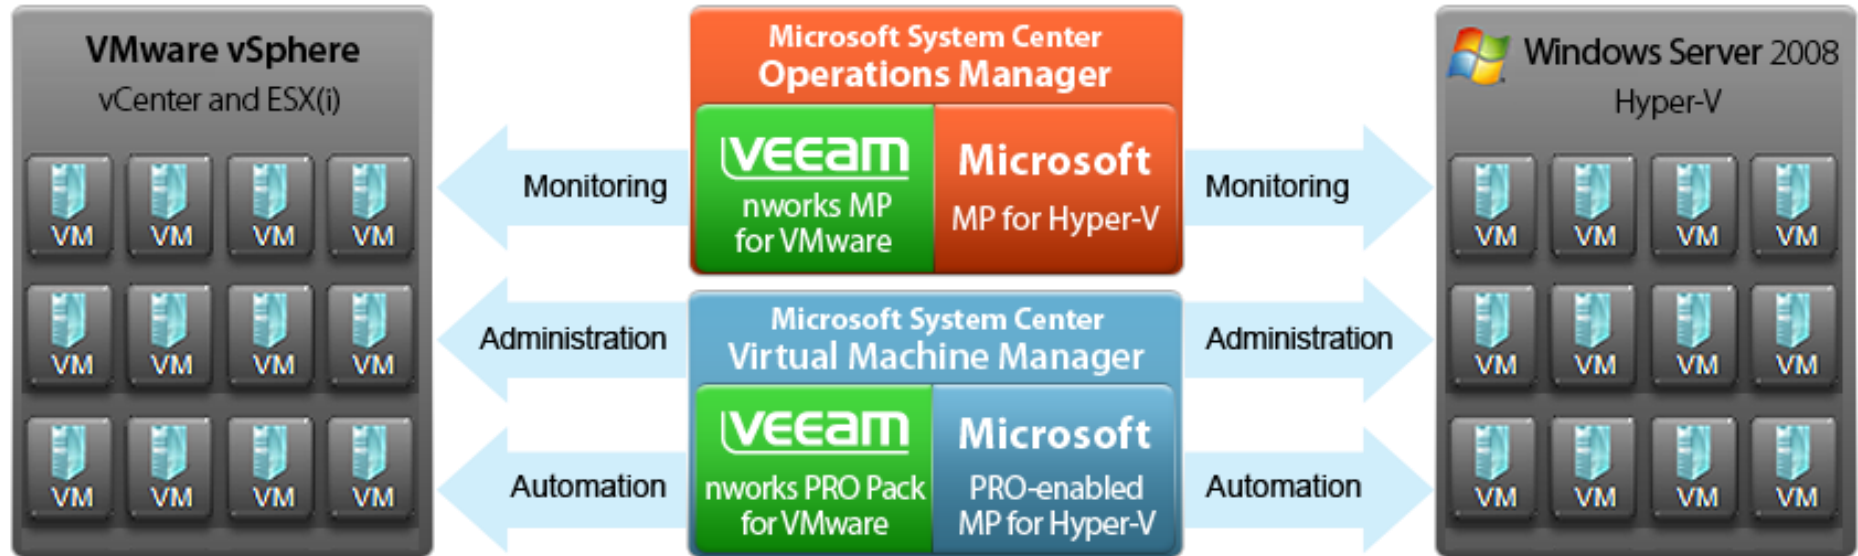 VMware vSphere
vCenter and ESX(i)
VM VM VM VM
VM VM VM VM
VM VM VM VM
Monitoring
Administration
Automation
Microsoft System Center
Operations Manager
veeam
nworks MP
for VMware
Microsoft
MP for Hyper-V
Microsoft System Center
Virtual Machine Manager
veeam
nworks PRO Pack
for VMware
Microsoft
PRO-enabled
MP for Hyper-V
Monitoring
Administration
Automation
Windows Server 2008
Hyper-V
VM VM VM VM
VM VM VM VM
VM VM VM VM